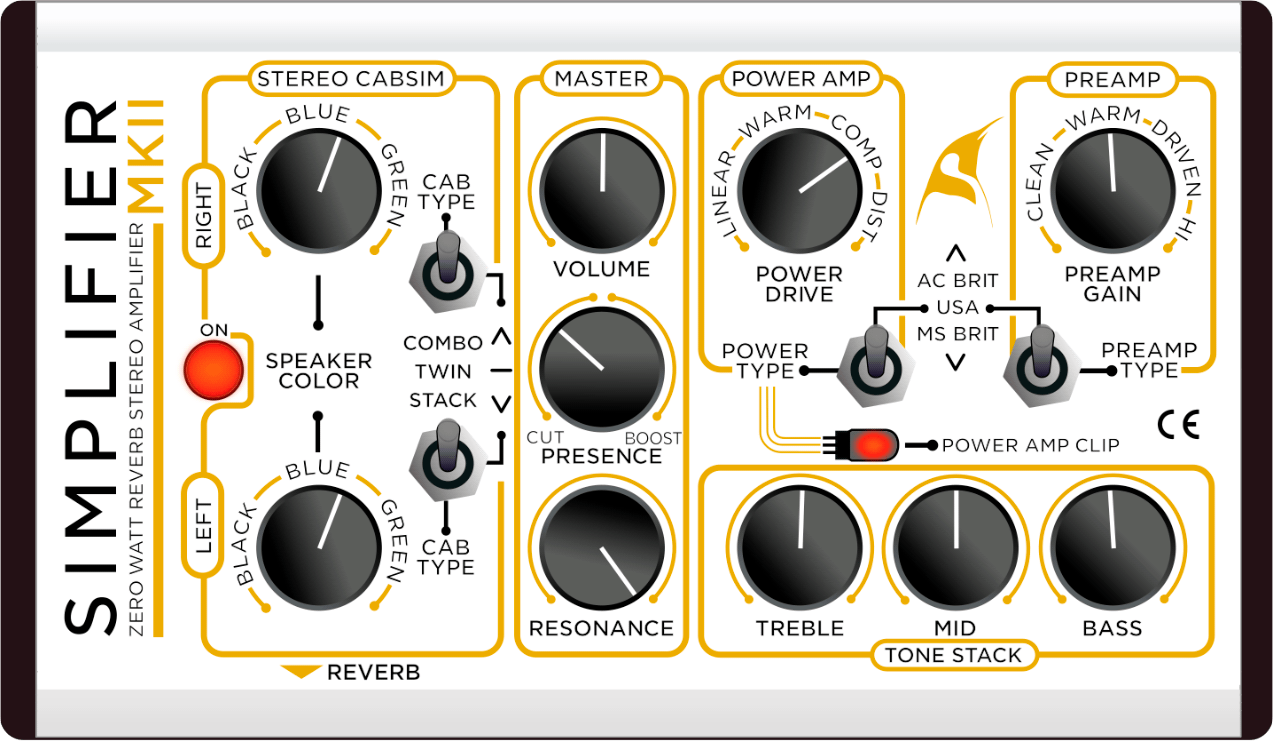 SIMPLIFIER
MKII
ZERO WATT REVERB STEREO AMPLIFIER
STEREO CABSIM
RIGHT
BLACK
BLUE
GREEN
CAB
TYPE
ON
SPEAKER
COLOR
COMBO
TWIN
STACK
LEFT
BLACK
BLUE
GREEN
CAB
TYPE
REVERB
MASTER
VOLUME
CUT
BOOST
PRESENCE
RESONANCE
POWER AMP
LINEAR
WARM
COMP
DIST
POWER
DRIVE
AC BRIT
USA
MS BRIT
POWER
TYPE
PREAMP
CLEAN
WARM
DRIVEN
HI
PREAMP
GAIN
PREAMP
TYPE
CE
POWER AMP CLIP
TREBLE
MID
BASS
TONE STACK